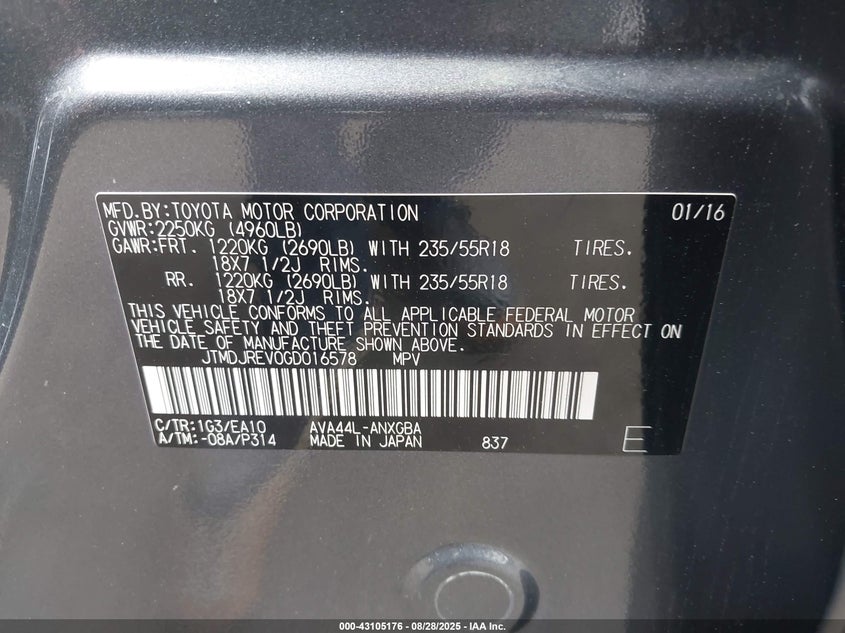 MFD.BY:TOYOTA MOTOR CORPORATION 01/16
GVWR:2250KG (4960LB)
GAWR:FRT. 1220KG (2690LB) WITH 235/55R18 TIRES.
18X7 1/2J RIMS.
RR. 1220KG (2690LB) WITH 235/55R18 TIRES.
18X7 1/2J RIMS.
THIS VEHICLE CONFORMS TO ALL APPLICABLE FEDERAL MOTOR
VEHICLE SAFETY AND THEFT PREVENTION STANDARDS IN EFFECT ON
THE DATE OF MANUFACTURE SHOWN ABOVE.
JTMDJREV0GD016578 MPV
C/TR:1G3/EA10 AVA44L-ANXGBA
A/TM:-08A/P314 MADE IN JAPAN 837 E
000-43105176 - 08/28/2025 - IAA Inc.